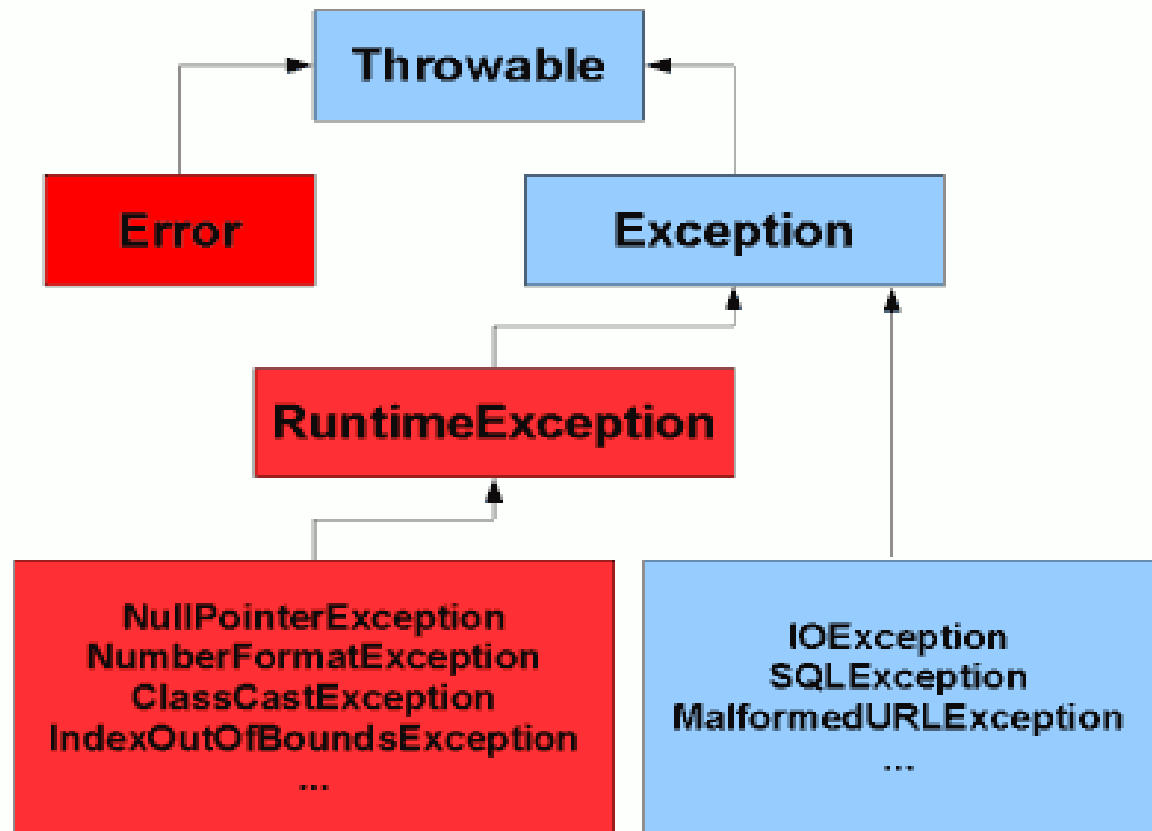 Throwable
Error
Exception
RuntimeException
NullPointerException
NumberFormatException
ClassCastException
IndexOutOfBoundsException
...
IOException
SQLException
MalformedURLException
...